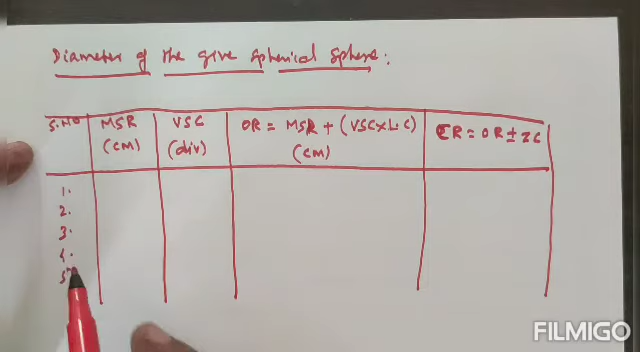 Diameter of the give spherical sphere:
S.NO MSR VSC OR = MSR + (VSC×L.C) CR = OR ± ZC
(CM) (div) (CM)
1.
2.
3.
4.
5.
FILMIGO